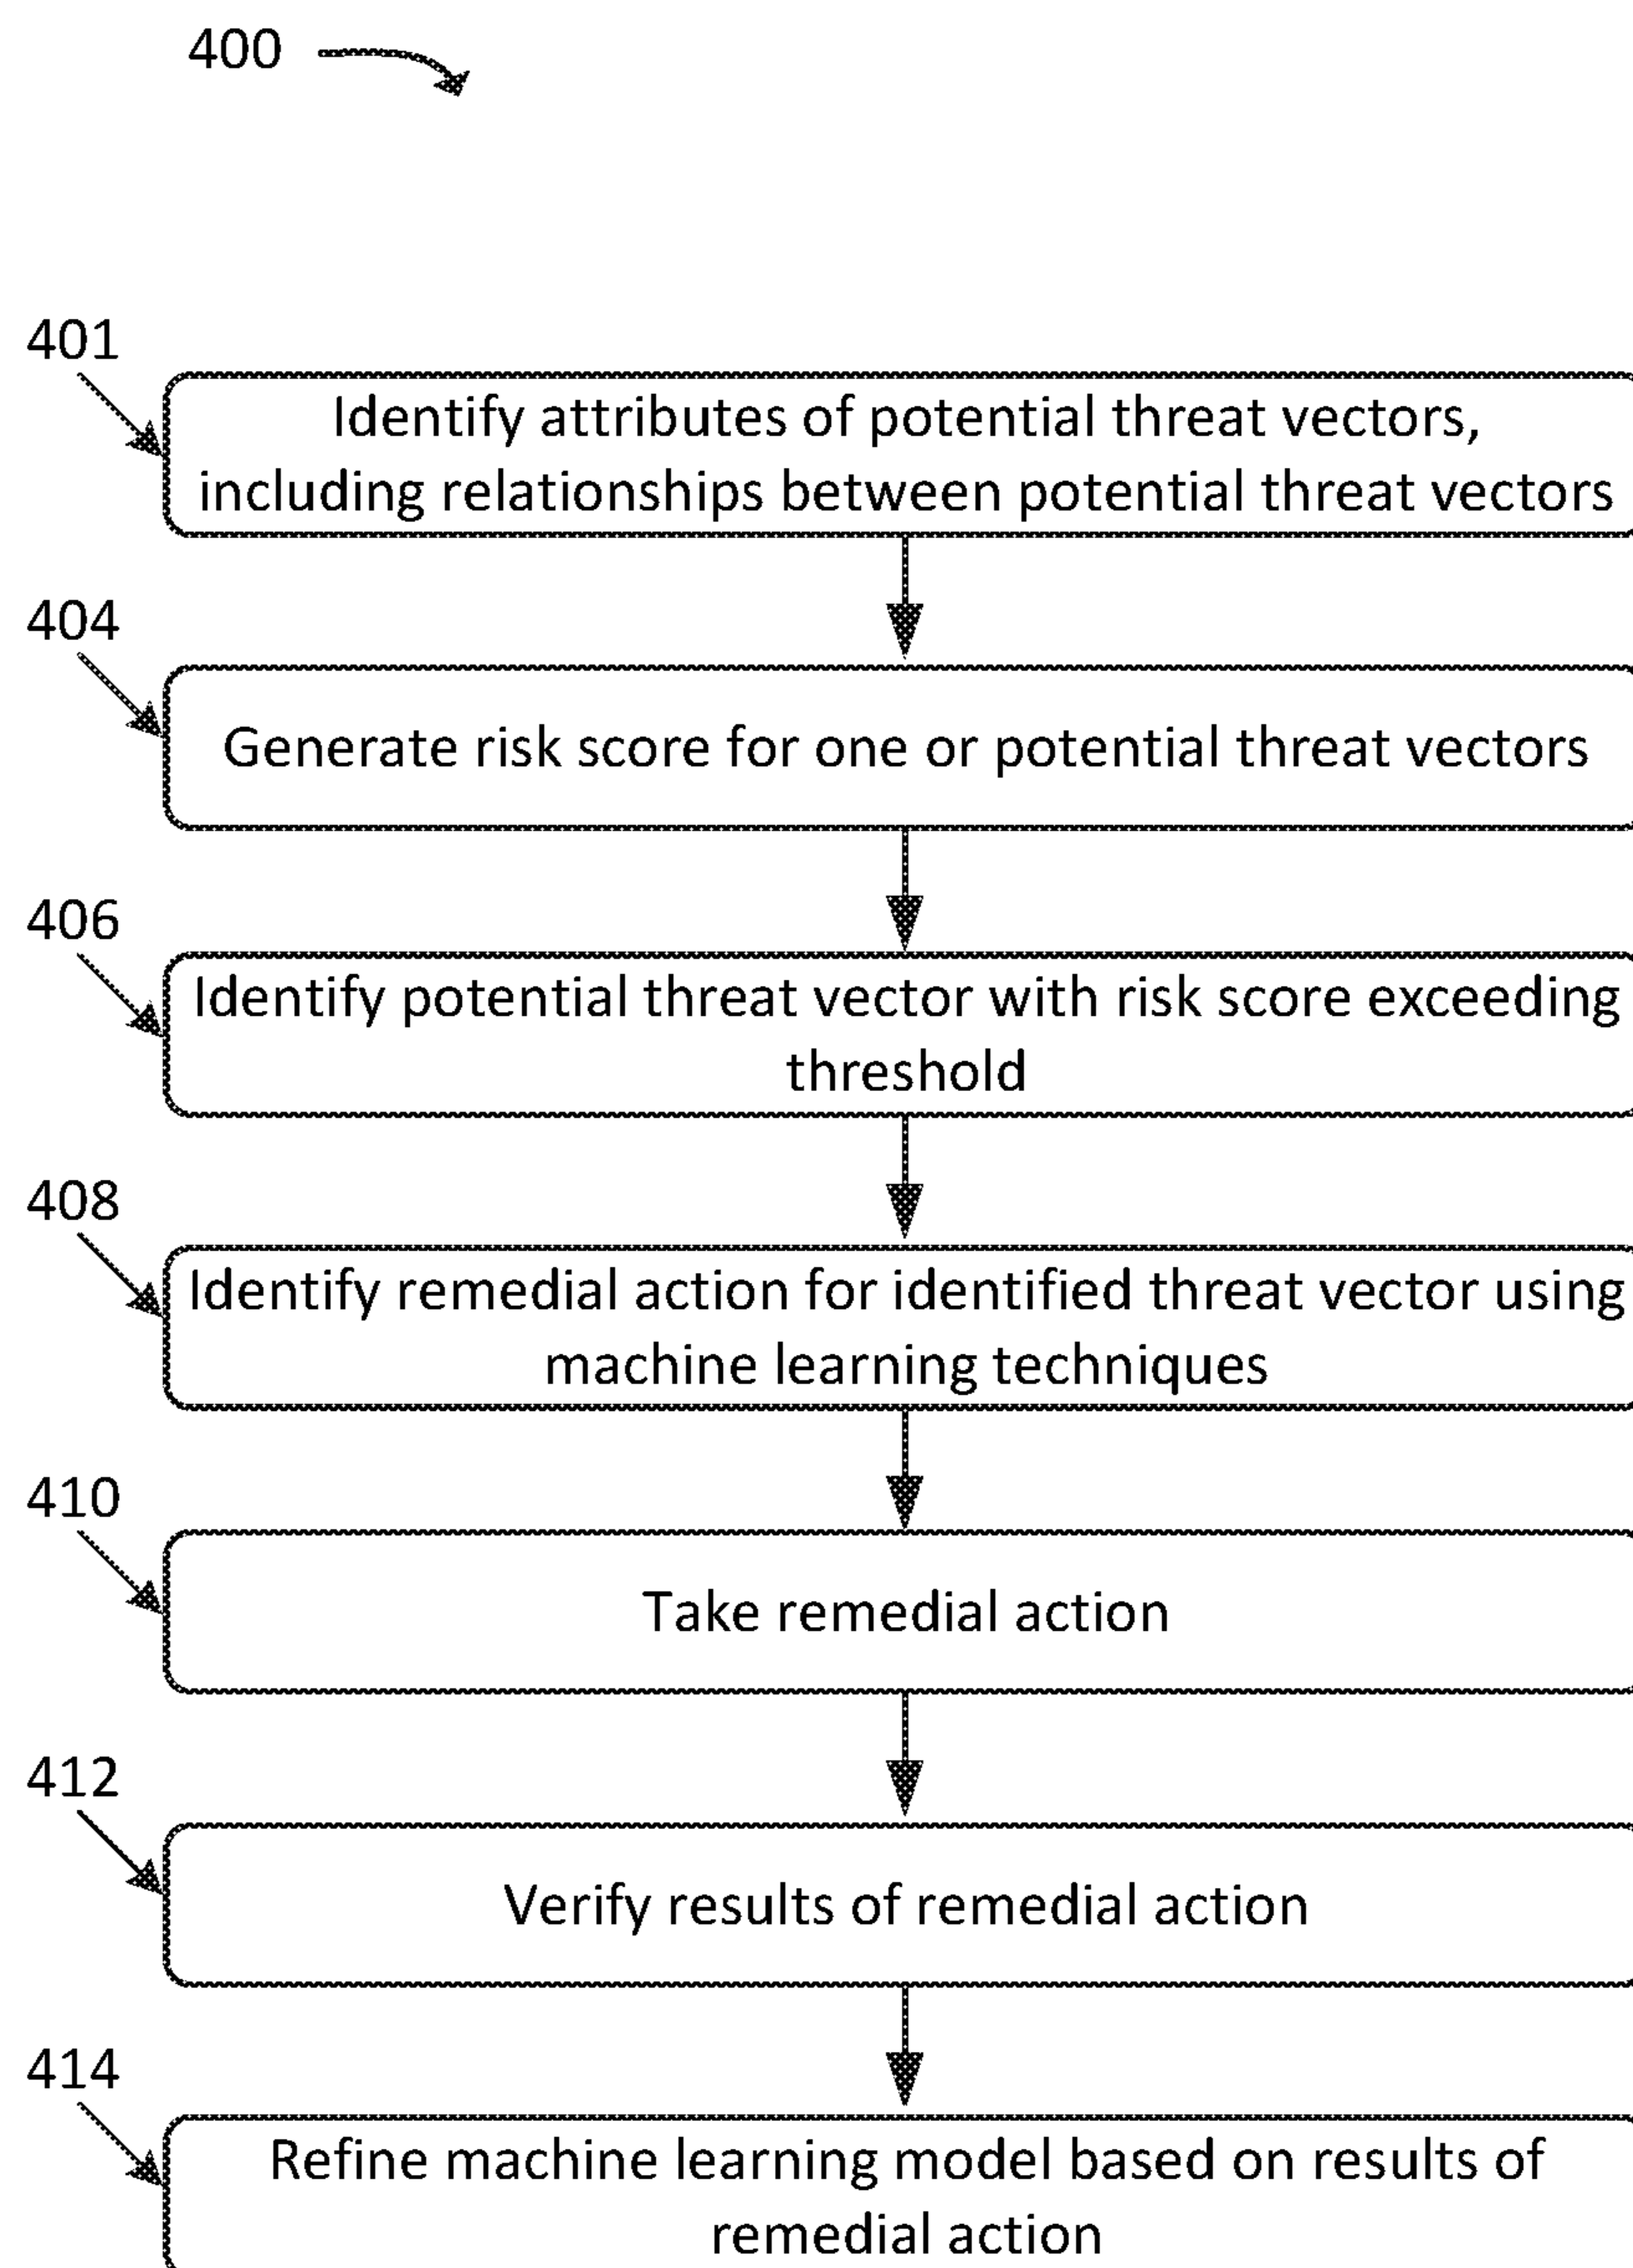 400
401
Identify attributes of potential threat vectors,
including relationships between potential threat vectors
404
Generate risk score for one or potential threat vectors
406
Identify potential threat vector with risk score exceeding
threshold
408
Identify remedial action for identified threat vector using
machine learning techniques
410
Take remedial action
412
Verify results of remedial action
414
Refine machine learning model based on results of
remedial action